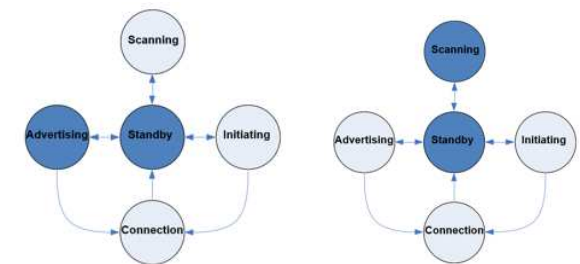 Scanning
Advertising Standby Initiating
Connection
Scanning
Advertising Standby Initiating
Connection